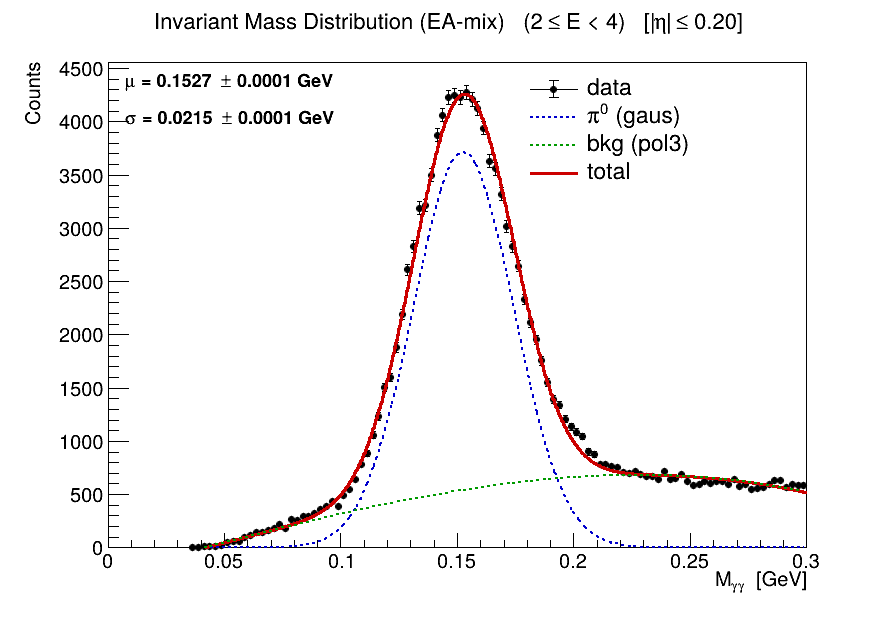 Invariant Mass Distribution (EA-mix) (2 ≤ E < 4) [|η| ≤ 0.20]
Counts
4500
4000
3500
3000
2500
2000
1500
1000
500
0
μ = 0.1527 ± 0.0001 GeV
σ = 0.0215 ± 0.0001 GeV
data
π⁰ (gaus)
bkg (pol3)
total
0 0.05 0.1 0.15 0.2 0.25 0.3
Mγγ [GeV]